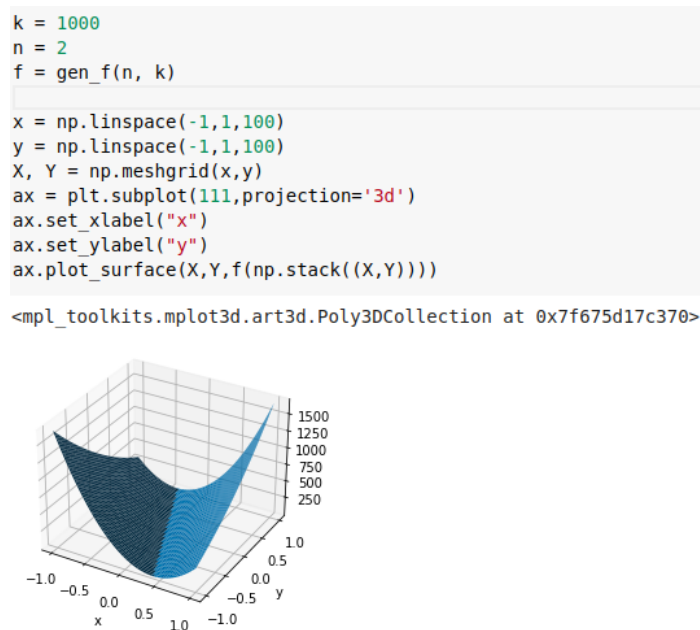 k = 1000
n = 2
f = gen_f(n, k)
x = np.linspace(-1,1,100)
y = np.linspace(-1,1,100)
X, Y = np.meshgrid(x,y)
ax = plt.subplot(111,projection='3d')
ax.set_xlabel("x")
ax.set_ylabel("y")
ax.plot_surface(X,Y,f(np.stack((X,Y))))
<mpl_toolkits.mplot3d.art3d.Poly3DCollection at 0x7f675d17c370>
1500
1250
1000
750
500
250
−1.0
−0.5
0.0
0.5
1.0
x
1.0
0.5
0.0
−0.5
−1.0
y